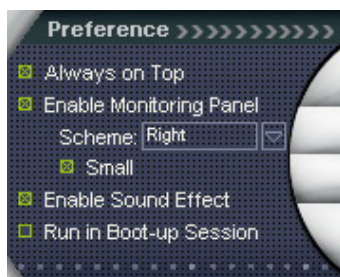 Preference >>>>>>>>>>>
Always on Top
Enable Monitoring Panel
Scheme: Right
Small
Enable Sound Effect
Run in Boot-up Session